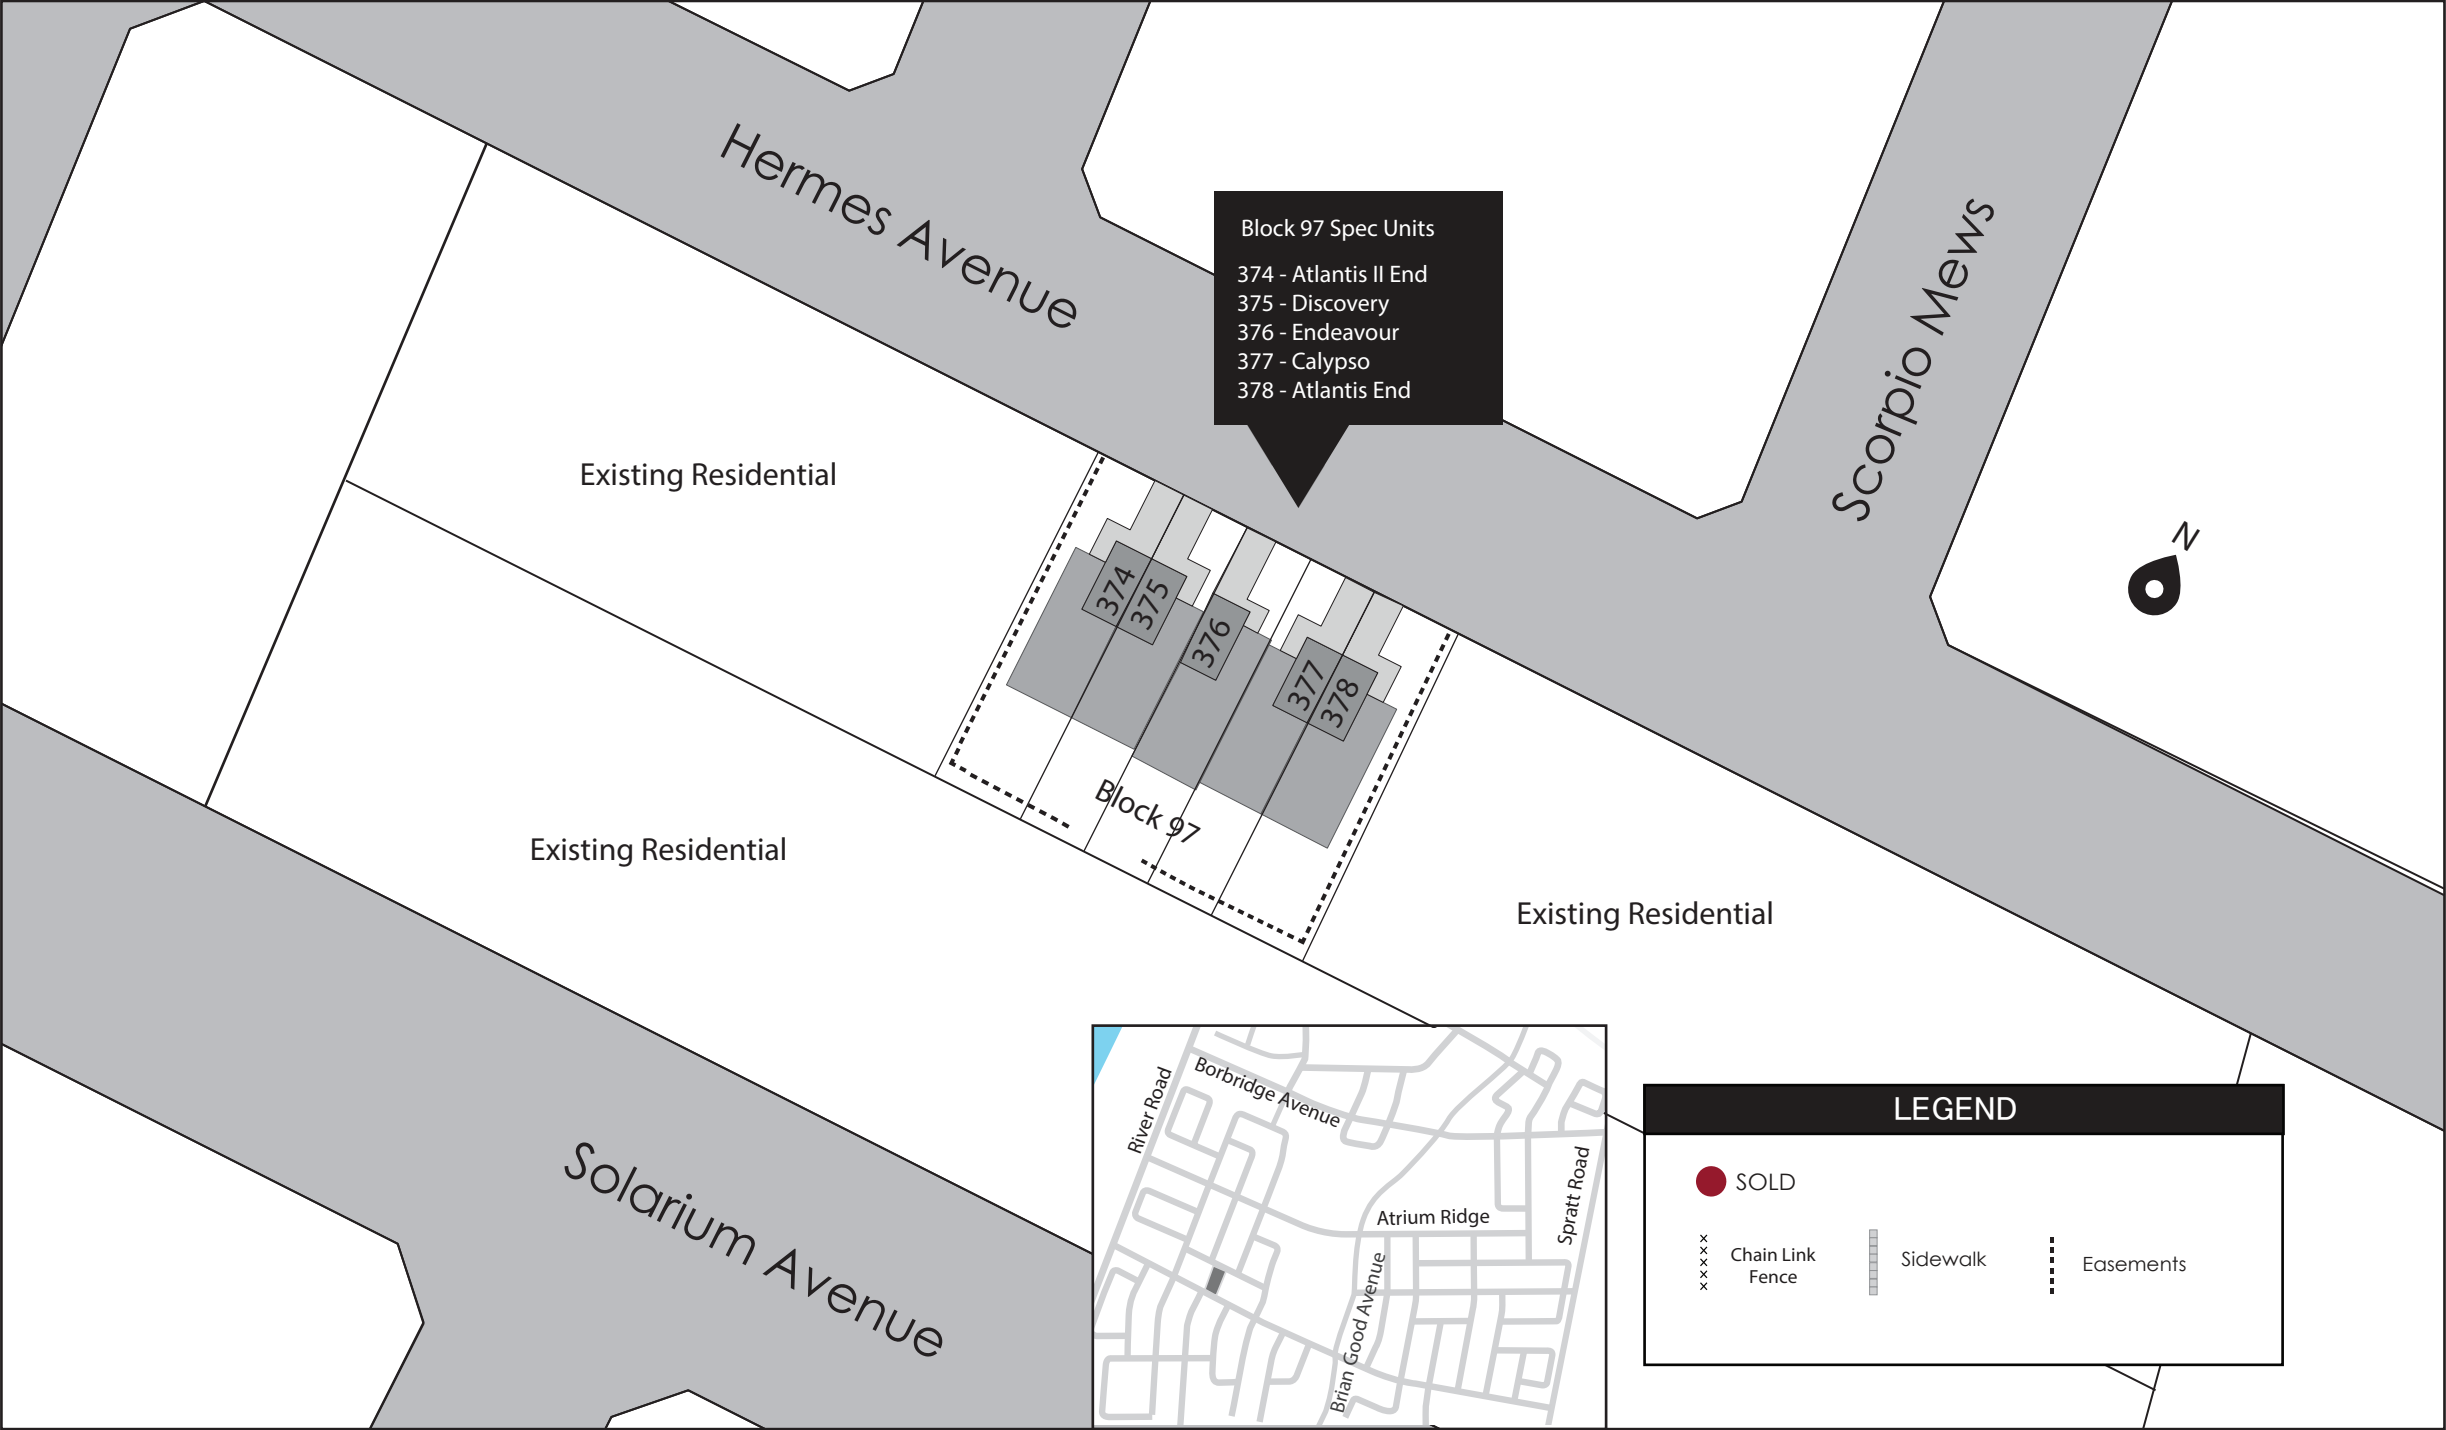 Hermes Avenue
Scorpio Mews
Block 97 Spec Units
374 - Atlantis II End
375 - Discovery
376 - Endeavour
377 - Calypso
378 - Atlantis End
N
Existing Residential
374
375
376
377
378
Block 97
Existing Residential
Existing Residential
Solarium Avenue
River Road
Borbridge Avenue
Atrium Ridge
Spratt Road
Brian Good Avenue
LEGEND
SOLD
Chain Link
Fence
Sidewalk
Easements